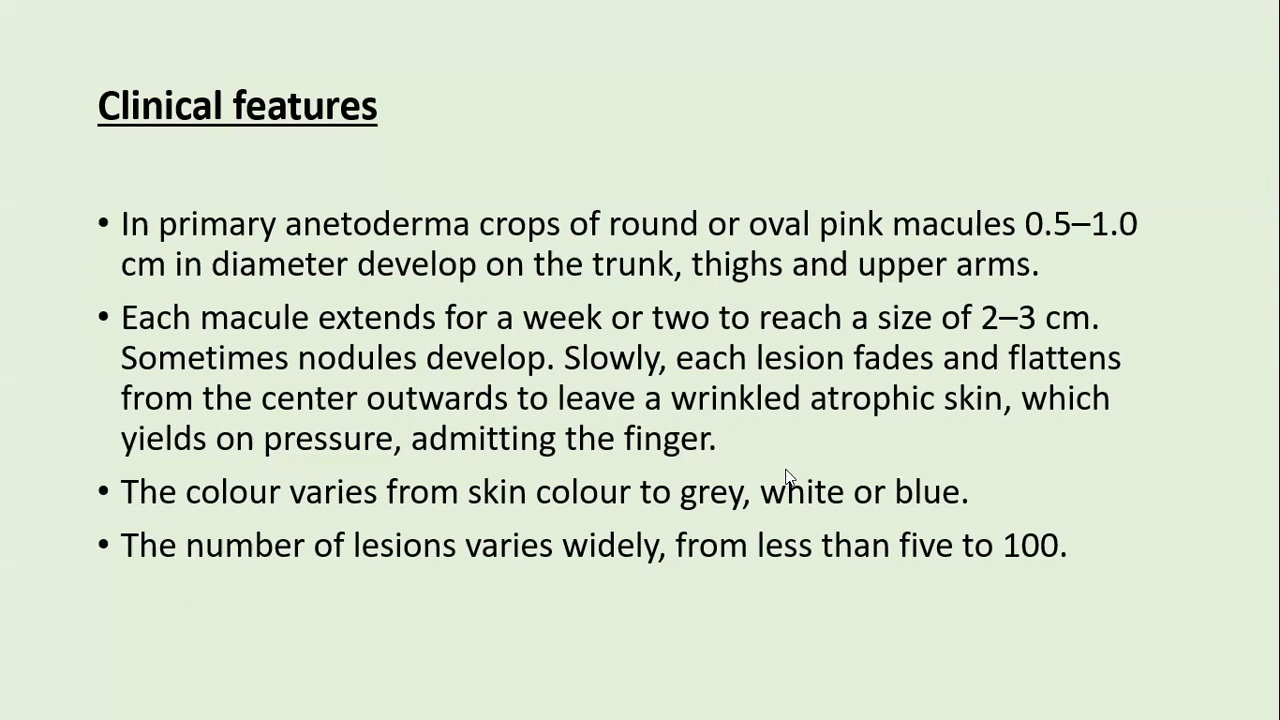 Clinical features
• In primary anetoderma crops of round or oval pink macules 0.5–1.0
cm in diameter develop on the trunk, thighs and upper arms.
• Each macule extends for a week or two to reach a size of 2–3 cm.
Sometimes nodules develop. Slowly, each lesion fades and flattens
from the center outwards to leave a wrinkled atrophic skin, which
yields on pressure, admitting the finger.
• The colour varies from skin colour to grey, white or blue.
• The number of lesions varies widely, from less than five to 100.